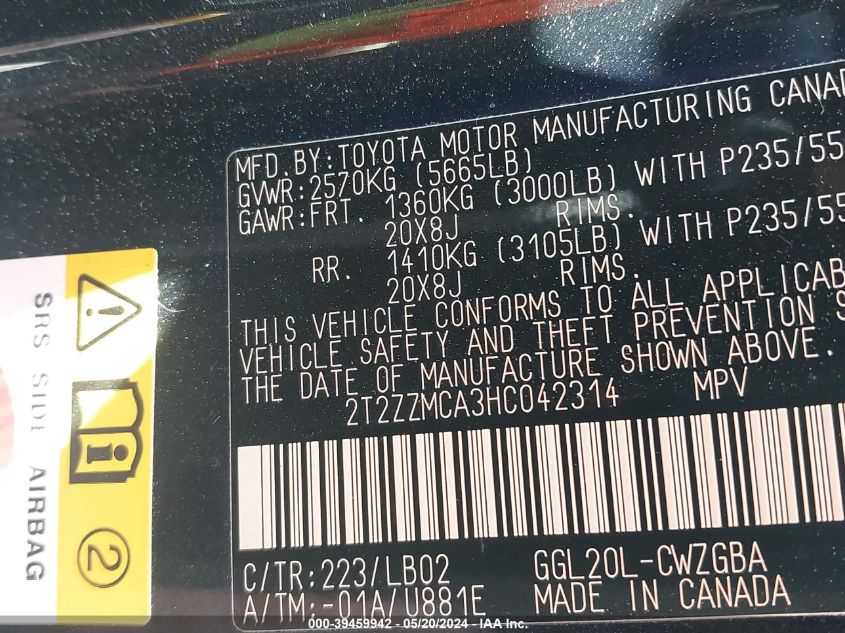 MFD.BY:TOYOTA MOTOR MANUFACTURING CANAD
GVWR:2570KG (5665LB)
GAWR:FRT. 1360KG (3000LB) WITH P235/55
20X8J RIMS.
RR. 1410KG (3105LB) WITH P235/55
20X8J RIMS.
THIS VEHICLE CONFORMS TO ALL APPLICAB
VEHICLE SAFETY AND THEFT PREVENTION S
THE DATE OF MANUFACTURE SHOWN ABOVE.
2T2ZZMCA3HC042314 MPV
C/TR:223/LB02 GGL20L-CWZGBA
A/TM:-01A/U881E MADE IN CANADA
SRS SIDE AIRBAG
2
000-39459942 - 05/20/2024 - IAA Inc.